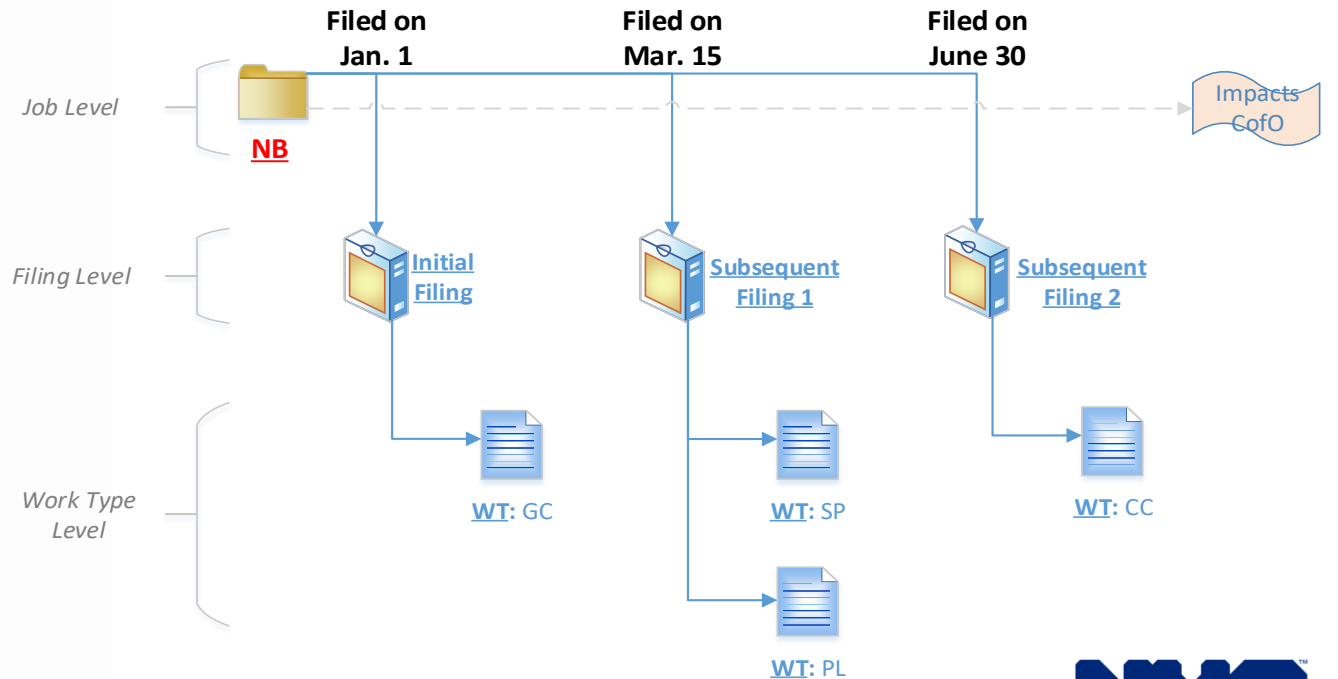 Filed on
Jan. 1
Filed on
Mar. 15
Filed on
June 30
Job Level
NB
Impacts
CofO
Filing Level
Initial
Filing
Subsequent
Filing 1
Subsequent
Filing 2
Work Type
Level
WT: GC
WT: SP
WT: CC
WT: PL